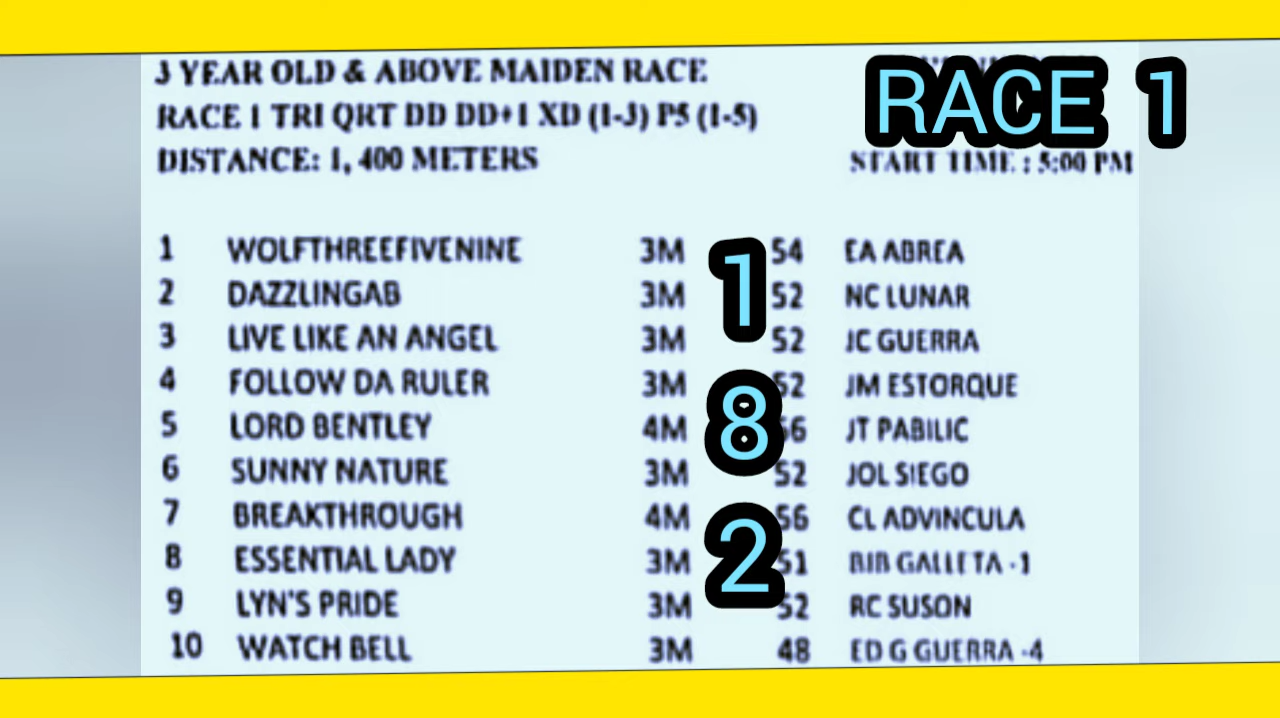 3 YEAR OLD & ABOVE MAIDEN RACE
RACE 1
RACE 1 TRI QRT DD DD+1 XD (1-3) P5 (1-5)
DISTANCE: 1, 400 METERS START TIME : 5:00 PM
1 WOLFTHREEFIVENINE 3M 54 EA ABREA
2 DAZZLINGAB 3M 52 NC LUNAR
1
3 LIVE LIKE AN ANGEL 3M 52 JC GUERRA
4 FOLLOW DA RULER 3M 52 JM ESTORQUE
8
5 LORD BENTLEY 4M 56 JT PABILIC
6 SUNNY NATURE 3M 52 JOL SIEGO
7 BREAKTHROUGH 4M 56 CL ADVINCULA
2
8 ESSENTIAL LADY 3M 51 BIB GALLETA -1
9 LYN'S PRIDE 3M 52 RC SUSON
10 WATCH BELL 3M 48 ED G GUERRA -4